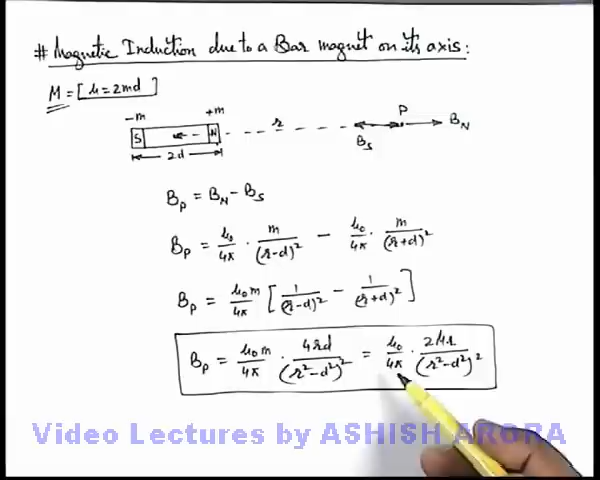 # Magnetic Induction due to a Bar magnet on its axis:
M = [ μ = 2md ]
-m +m
S N r P B_N
B_S
2d
B_P = B_N - B_S
B_P = μ₀/4π · m/(r-d)² - μ₀/4π · m/(r+d)²
B_P = μ₀m/4π [ 1/(r-d)² - 1/(r+d)² ]
B_P = μ₀m/4π · 4rd/(r²-d²)² = μ₀/4π · 2μr/(r²-d²)²
Video Lectures by ASHISH ARORA